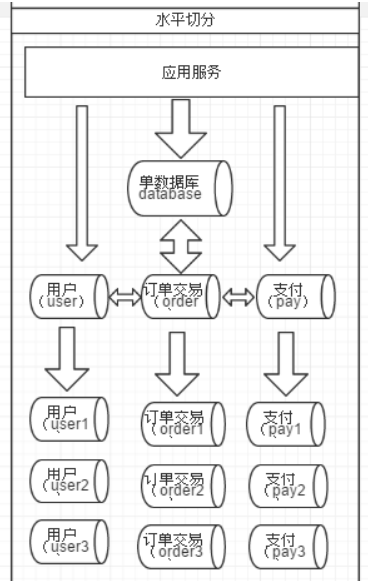 水平切分
应用服务
单数据库
database
用户
（user）
订单交易
（order
支付
（pay）
用户
（user1
订单交易
（order1
支付
（pay1
用户
（user2
订单交易
（order2
支付
（pay2
用户
（user3
订单交易
（order3
支付
（pay3